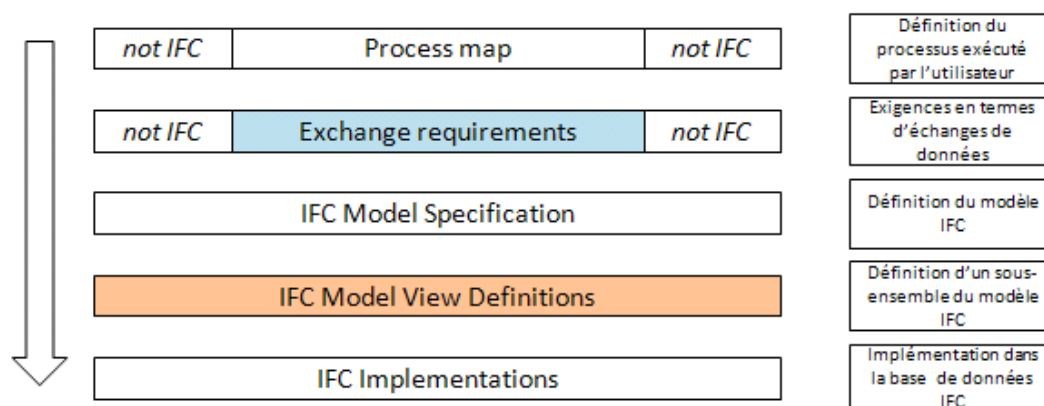 not IFC Process map not IFC
Définition du
processus exécuté
par l'utilisateur
not IFC Exchange requirements not IFC
Exigences en termes
d'échanges de
données
IFC Model Specification
Définition du modèle
IFC
IFC Model View Definitions
Définition d'un sous-
ensemble du modèle
IFC
IFC Implementations
Implémentation dans
la base de données
IFC